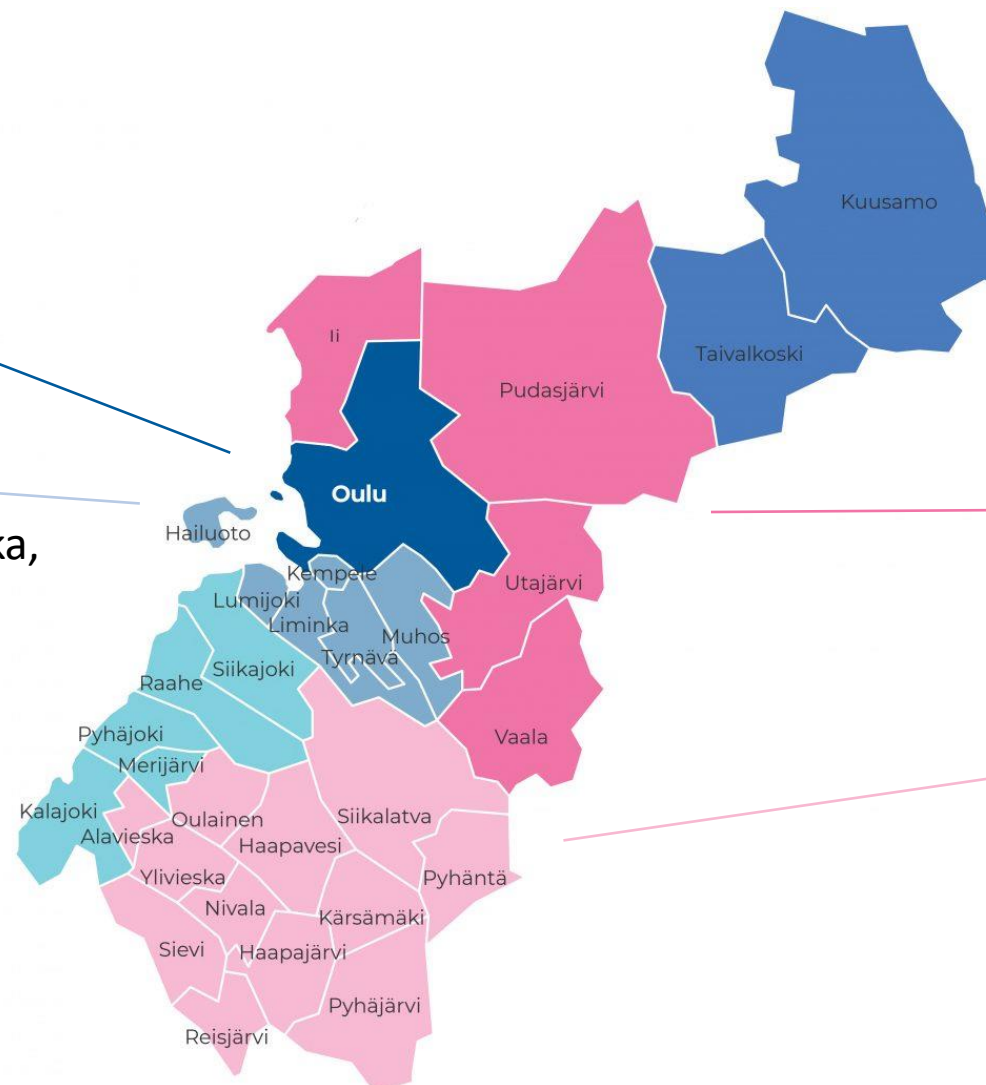 Kuusamo
Ii
Taivalkoski
Pudasjärvi
Oulu
Hailuoto
ka,
Kempele
Utajärvi
Lumijoki
Liminka
Muhos
Tyrnävä
Siikajoki
Raahe
Pyhäjoki
Vaala
Merijärvi
Kalajoki
Siikalatva
Oulainen
Alavieska
Haapavesi
Ylivieska
Pyhäntä
Nivala
Kärsämäki
Sievi
Haapajärvi
Pyhäjärvi
Reisjärvi